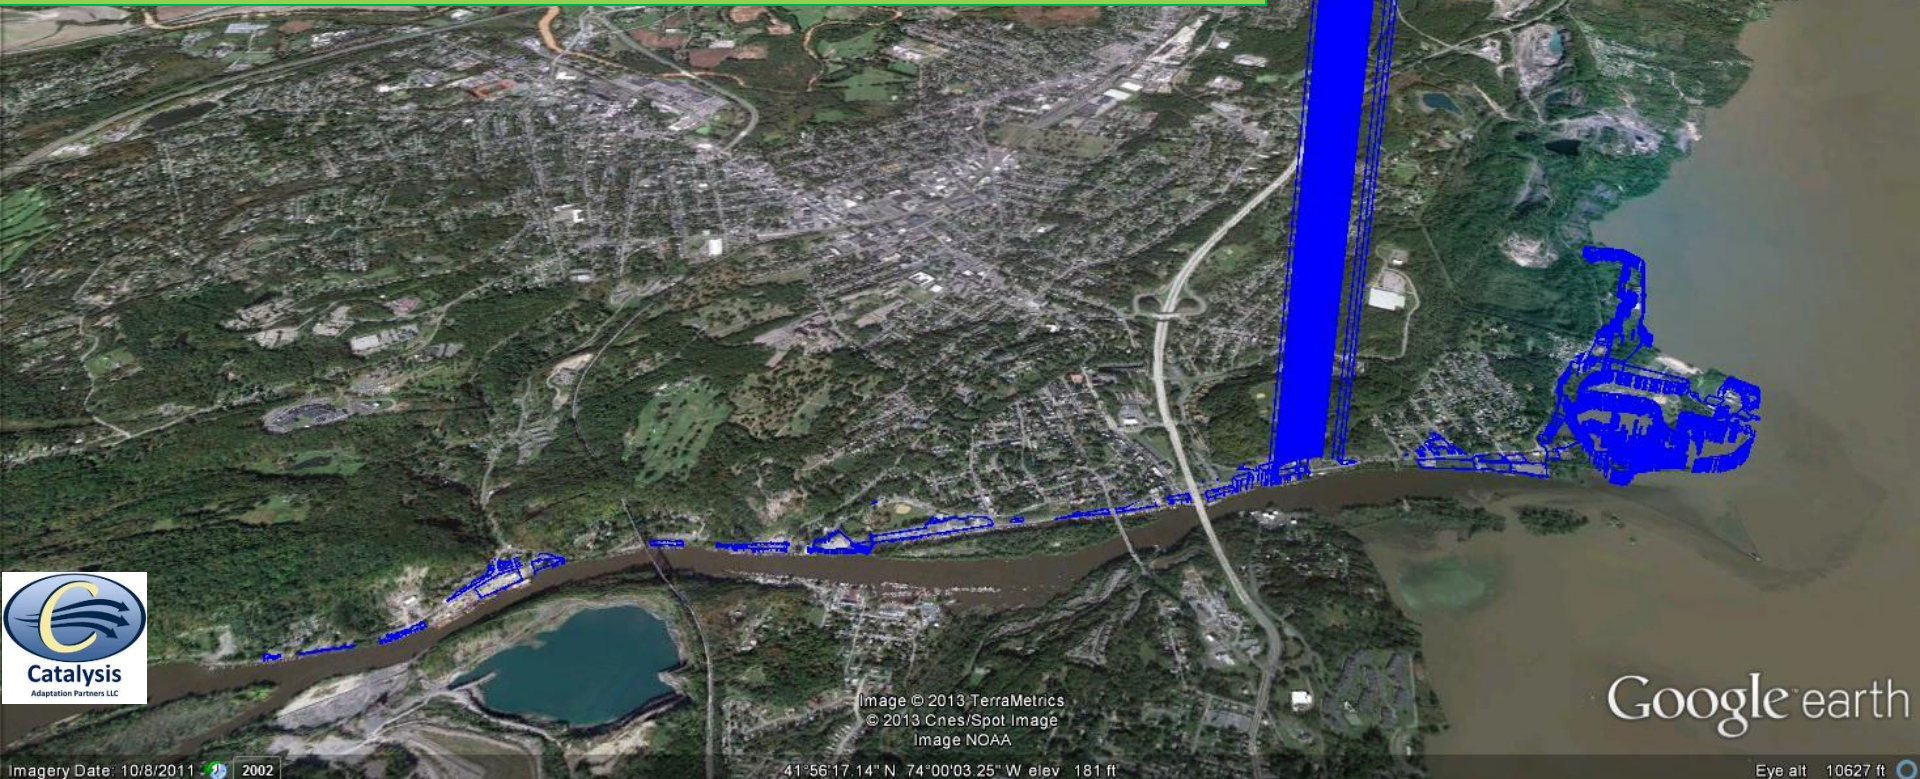 Catalysis
Adaptation Partners LLC
Image © 2013 TerraMetrics
© 2013 Cnes/Spot Image
Image NOAA
Google earth
Imagery Date: 10/8/2011
2002
41°56'17.14" N 74°00'03.25" W elev 181 ft
Eye alt 10627 ft